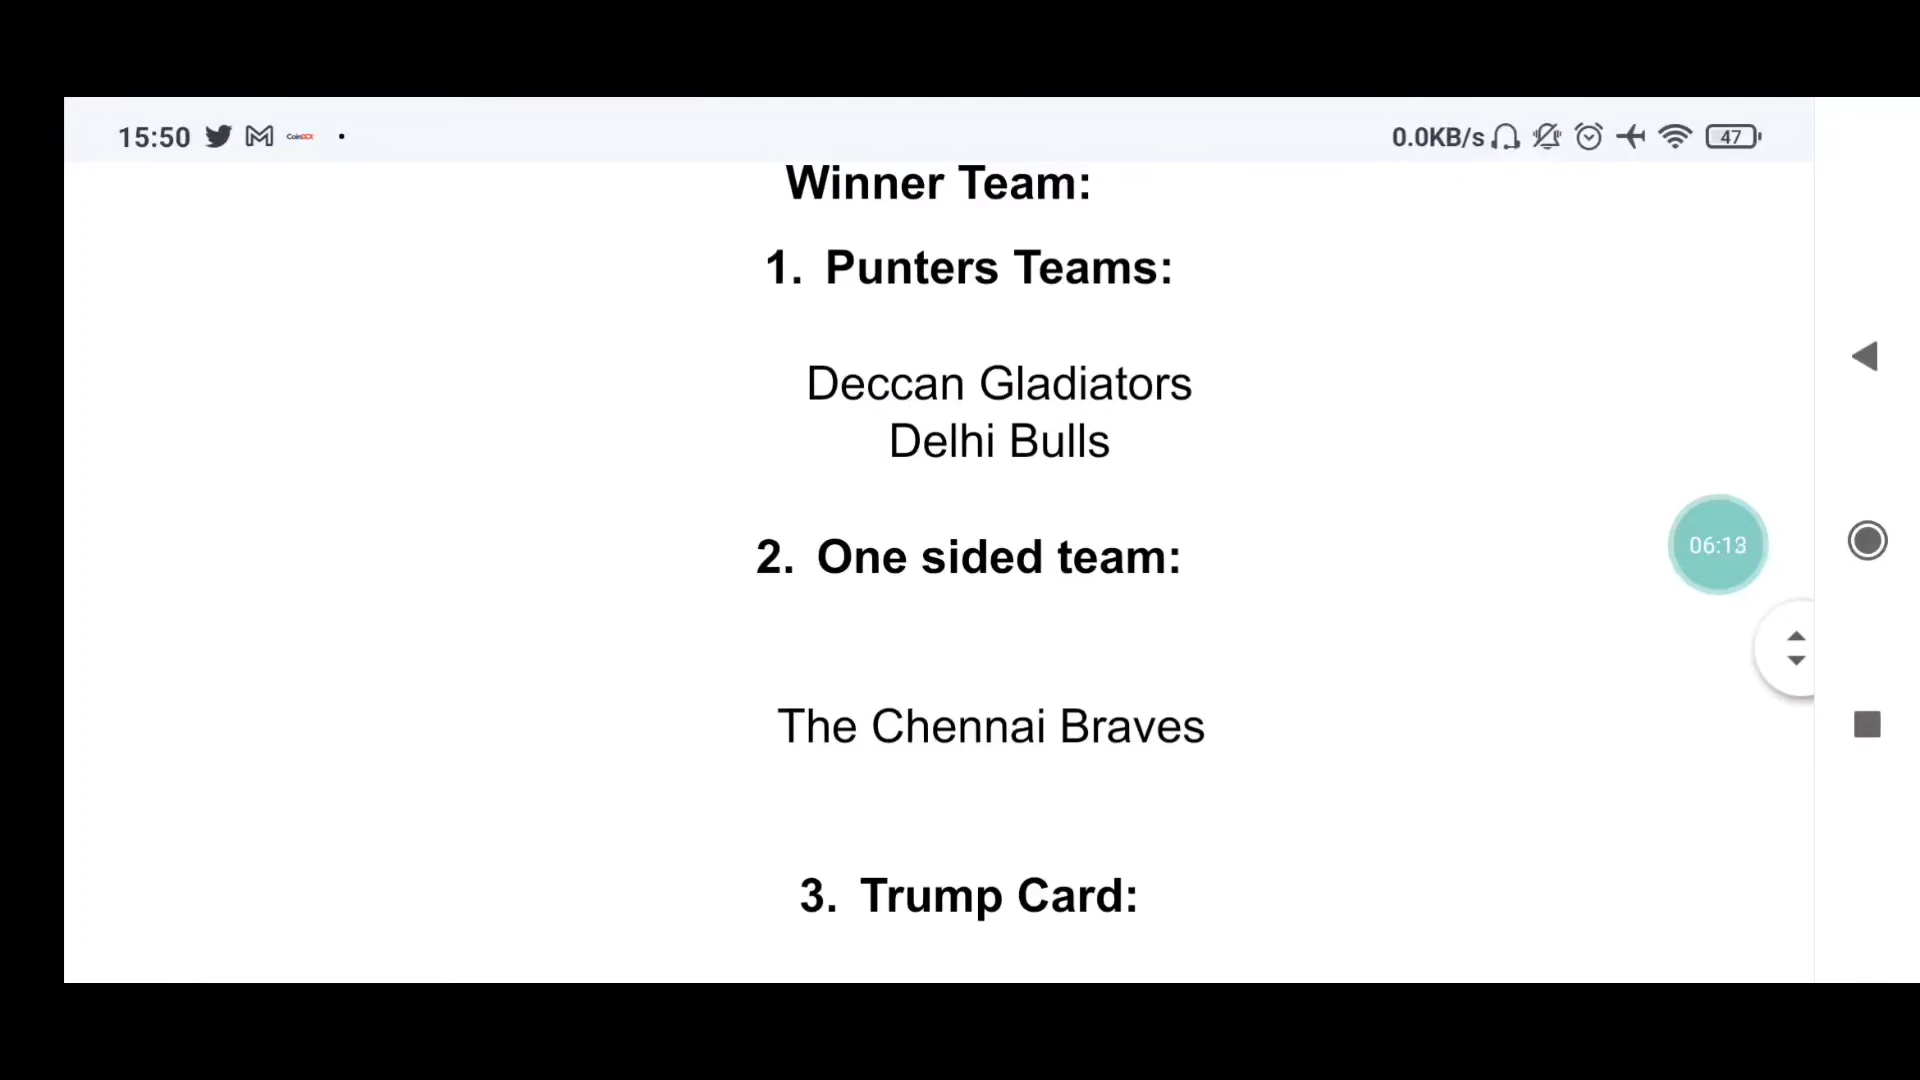 15:50 CoinDCX 0.0KB/s 47
Winner Team:
1. Punters Teams:
Deccan Gladiators
Delhi Bulls
2. One sided team:
06:13
The Chennai Braves
3. Trump Card: